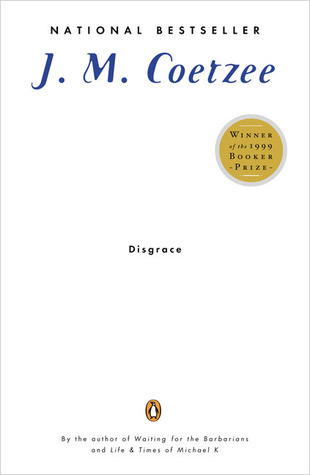 NATIONAL BESTSELLER
J. M. Coetzee
WINNER
of the 1999
BOOKER
-PRIZE-
Disgrace
By the author of Waiting for the Barbarians
and Life & Times of Michael K